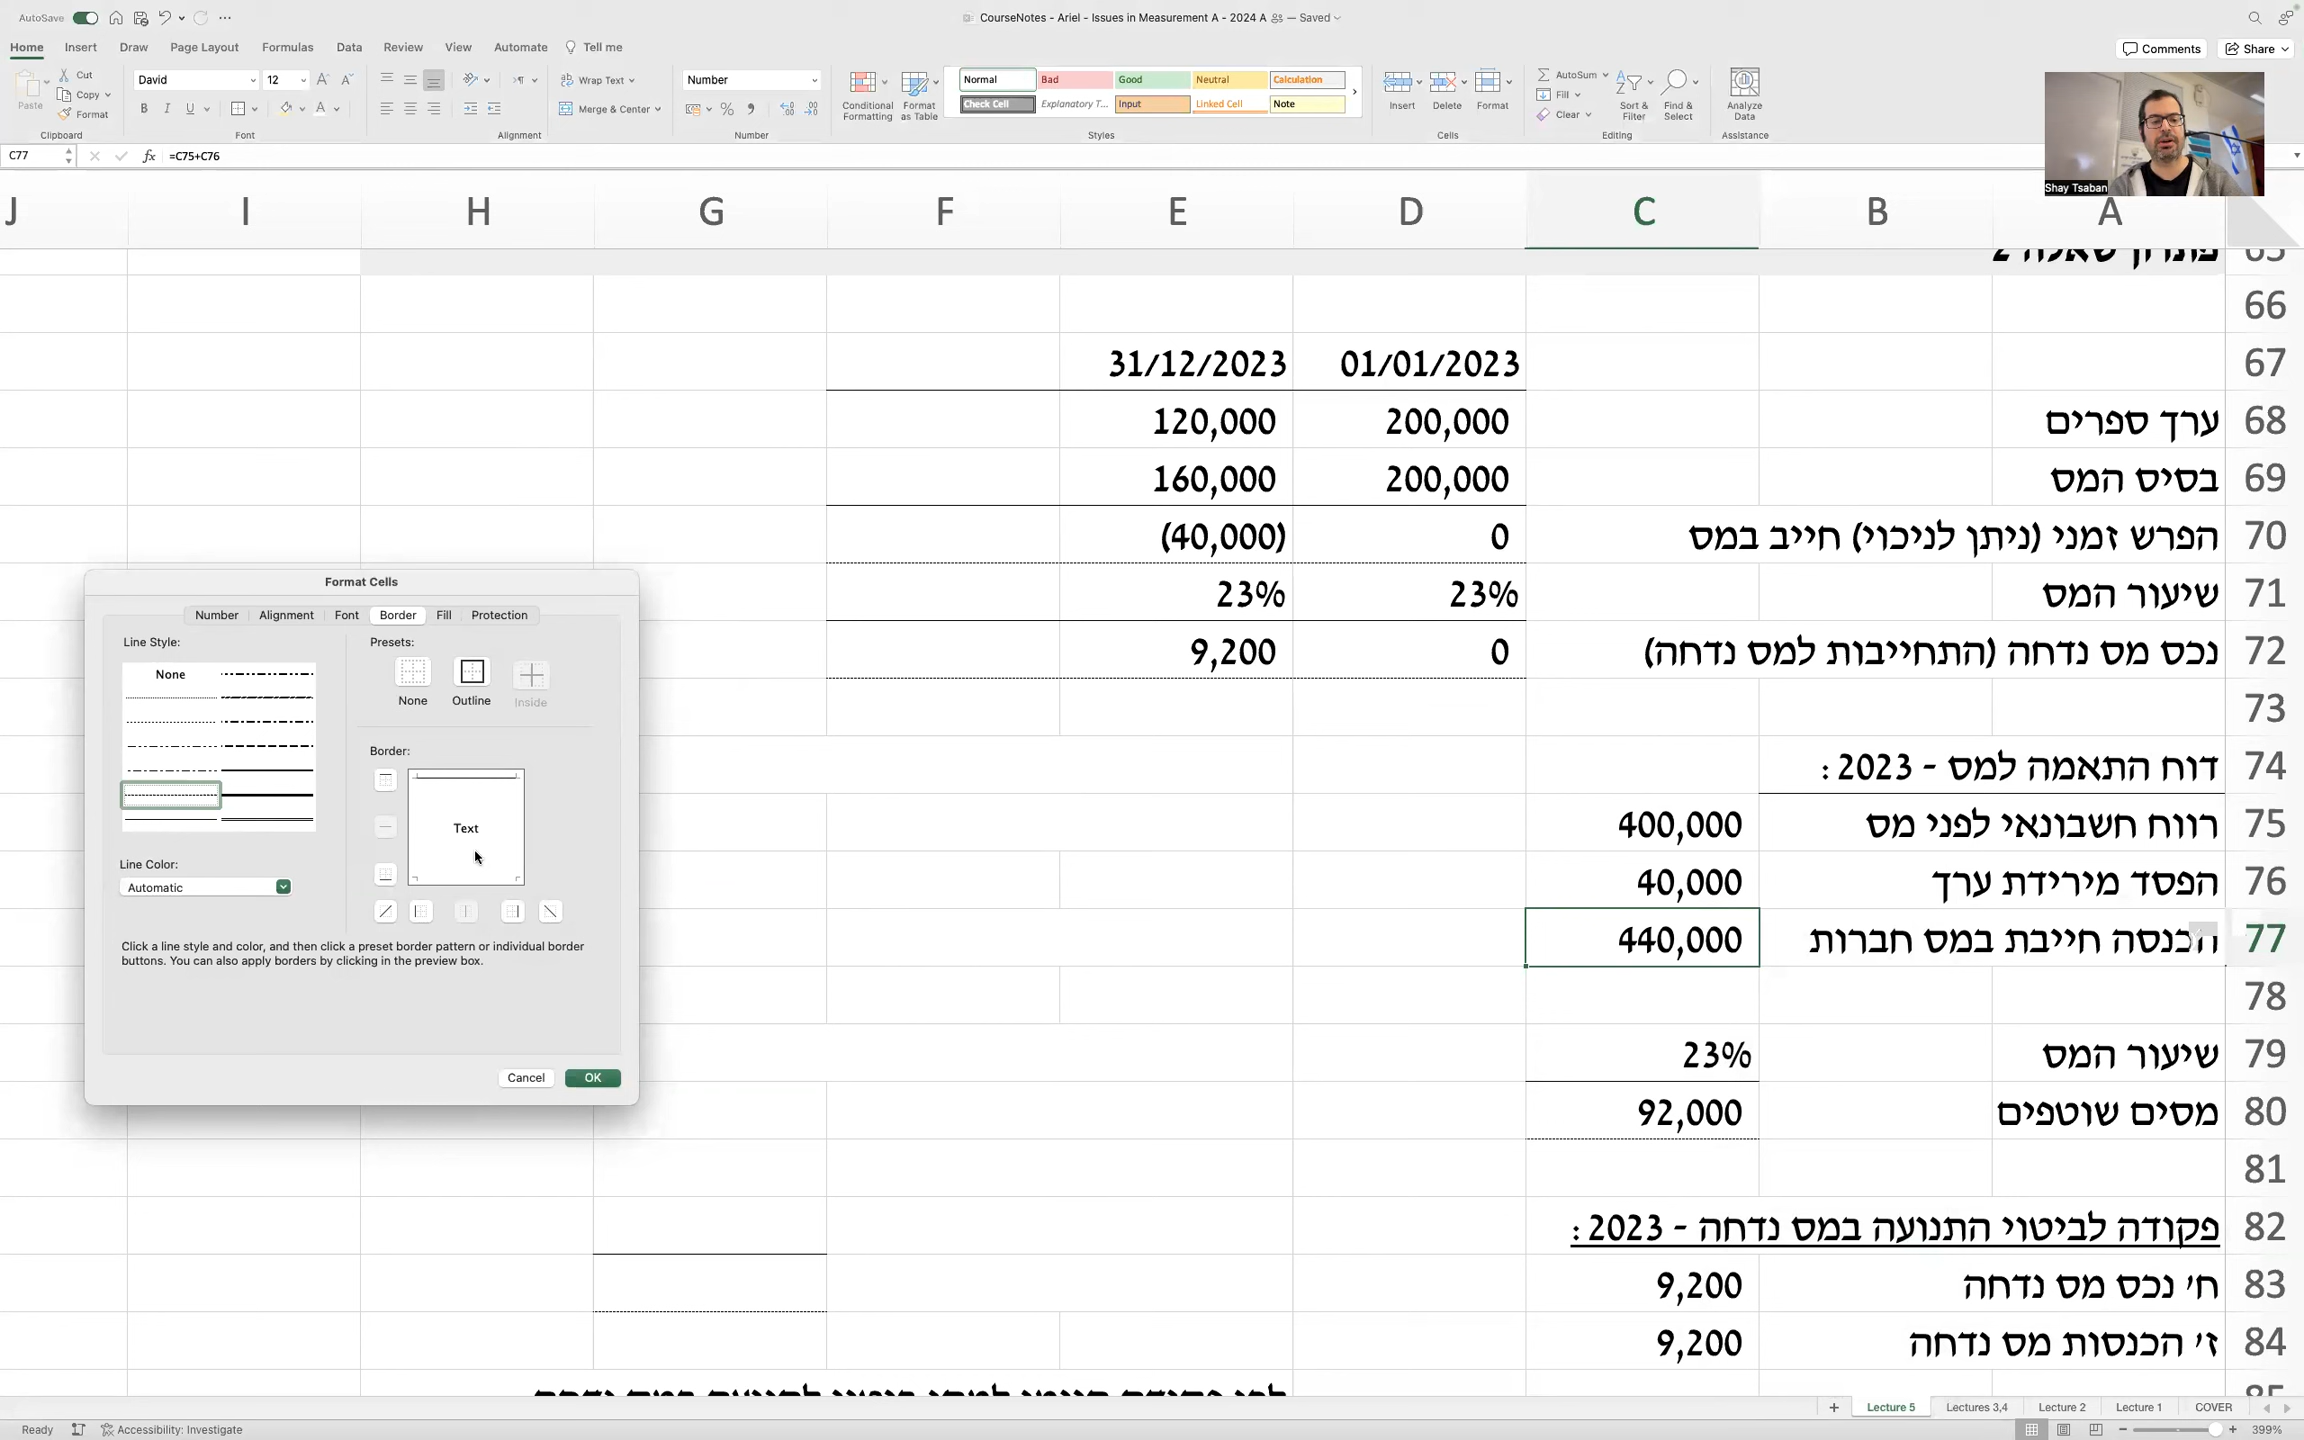 AutoSave
CourseNotes - Ariel - Issues in Measurement A - 2024 A — Saved
Home Insert Draw Page Layout Formulas Data Review View Automate Tell me
Comments Share
Paste Cut Copy Format
David 12
Wrap Text
Merge & Center
Number
Conditional Formatting
Format as Table
Normal Bad Good Neutral Calculation
Check Cell Explanatory T... Input Linked Cell Note
Insert Delete Format
AutoSum Fill Clear
Sort & Filter
Find & Select
Analyze Data
Clipboard Font Alignment Number Styles Cells Editing Assistance
Shay Tsaban
C77 fx =C75+C76
J I H G F E D C B A
65 פתרון שאלה 2
66
67 01/01/2023 31/12/2023
68 ערך ספרים 200,000 120,000
69 בסיס המס 200,000 160,000
70 הפרש זמני (ניתן לניכוי) חייב במס 0 (40,000)
71 שיעור המס 23% 23%
72 נכס מס נדחה (התחייבות למס נדחה) 0 9,200
73
74 דוח התאמה למס - 2023 :
75 רווח חשבונאי לפני מס 400,000
76 הפסד מירידת ערך 40,000
77 הכנסה חייבת במס חברות 440,000
78
79 שיעור המס 23%
80 מסים שוטפים 92,000
81
82 פקודה לביטוי התנועה במס נדחה - 2023 :
83 ח' נכס מס נדחה 9,200
84 ז' הכנסות מס נדחה 9,200
85
Format Cells
Number Alignment Font Border Fill Protection
Line Style:
None
Presets:
None Outline Inside
Border:
Text
Line Color:
Automatic
Click a line style and color, and then click a preset border pattern or individual border
buttons. You can also apply borders by clicking in the preview box.
Cancel OK
Lecture 5 Lectures 3,4 Lecture 2 Lecture 1 COVER
Ready Accessibility: Investigate 399%